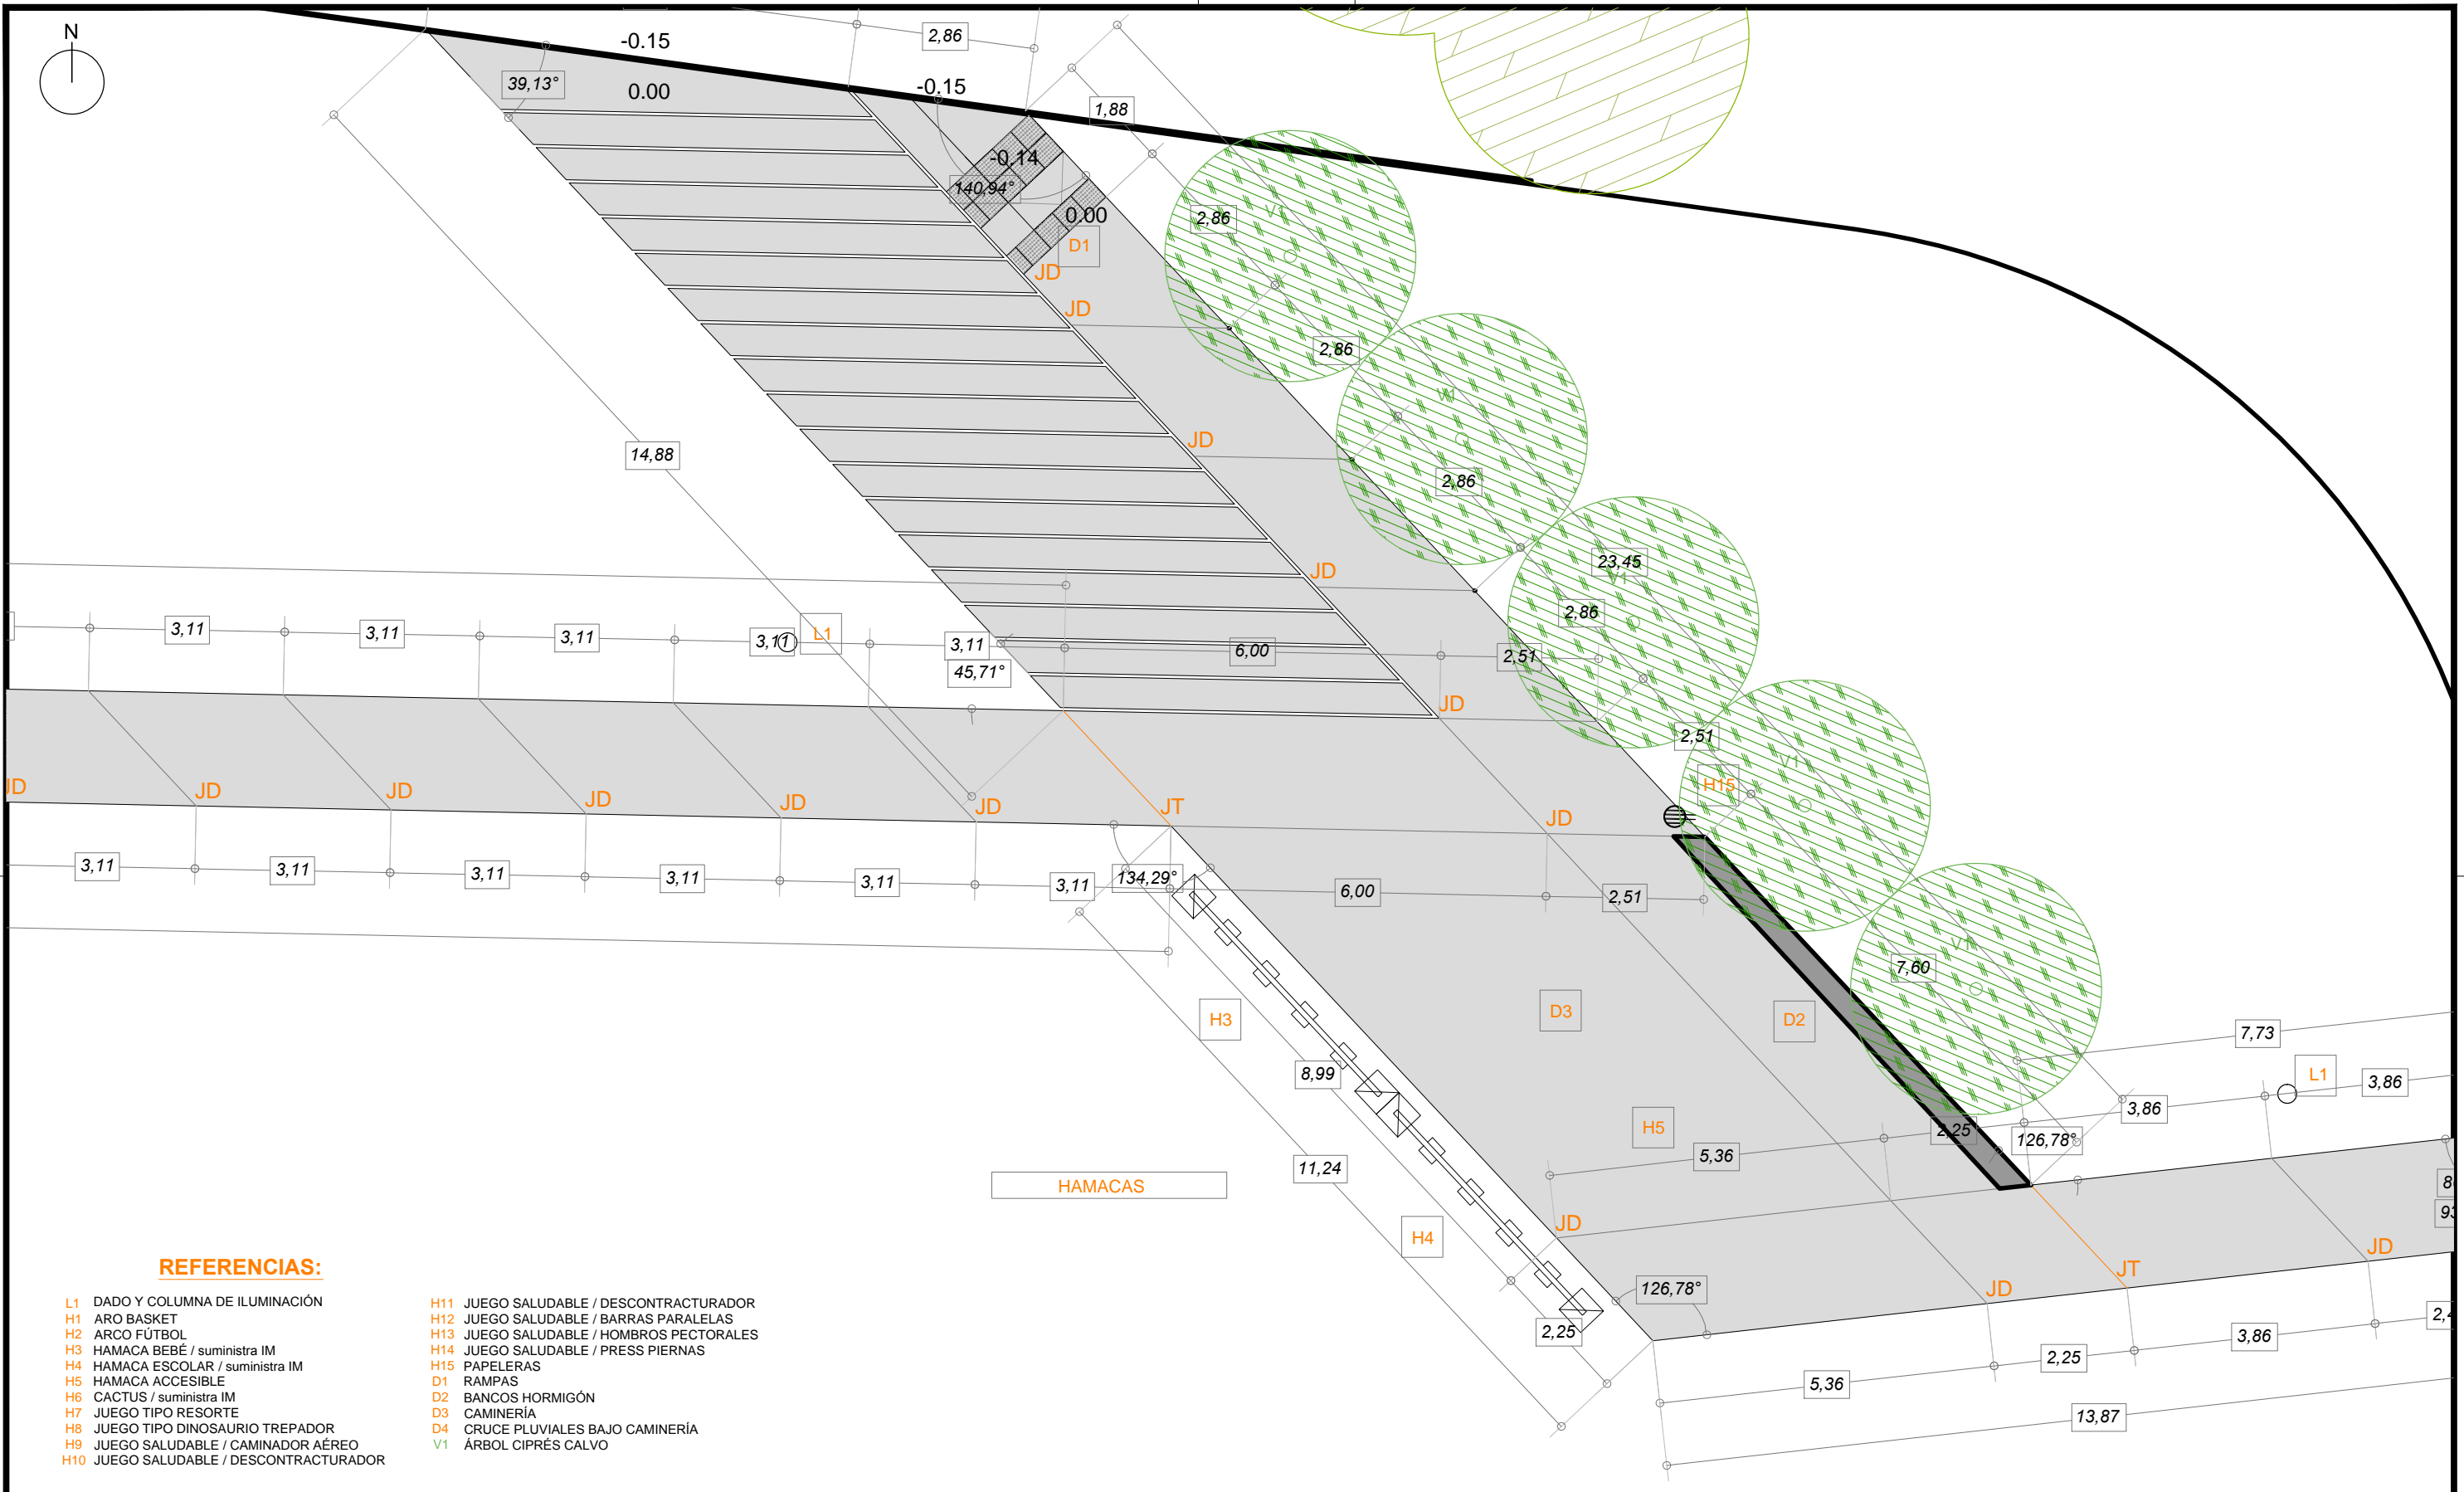 N
-0.15
2,86
39,13°
0.00
-0.15
1,88
-0.14
140,94°
0.00
D1
V1
2,86
JD
JD
2,86
V1
JD
14,88
2,86
23,45
V1
JD
2,86
3,11
3,11
3,11
3,11
L1
3,11
6,00
2,51
45,71°
JD
2,51
V1
H15
JD
JD
JD
JD
JD
JD
JT
JD
3,11
3,11
3,11
3,11
3,11
3,11
134,29°
6,00
2,51
V1
7,60
H3
D3
D2
7,73
8,99
L1
3,86
3,86
H5
2,25
126,78°
5,36
11,24
HAMACAS
H4
JD
JD
JT
JD
126,78°
2,25
5,36
2,25
3,86
13,87
REFERENCIAS:
L1 DADO Y COLUMNA DE ILUMINACIÓN
H1 ARO BASKET
H2 ARCO FÚTBOL
H3 HAMACA BEBÉ / suministra IM
H4 HAMACA ESCOLAR / suministra IM
H5 HAMACA ACCESIBLE
H6 CACTUS / suministra IM
H7 JUEGO TIPO RESORTE
H8 JUEGO TIPO DINOSAURIO TREPADOR
H9 JUEGO SALUDABLE / CAMINADOR AÉREO
H10 JUEGO SALUDABLE / DESCONTRACTURADOR
H11 JUEGO SALUDABLE / DESCONTRACTURADOR
H12 JUEGO SALUDABLE / BARRAS PARALELAS
H13 JUEGO SALUDABLE / HOMBROS PECTORALES
H14 JUEGO SALUDABLE / PRESS PIERNAS
H15 PAPELERAS
D1 RAMPAS
D2 BANCOS HORMIGÓN
D3 CAMINERÍA
D4 CRUCE PLUVIALES BAJO CAMINERÍA
V1 ÁRBOL CIPRÉS CALVO